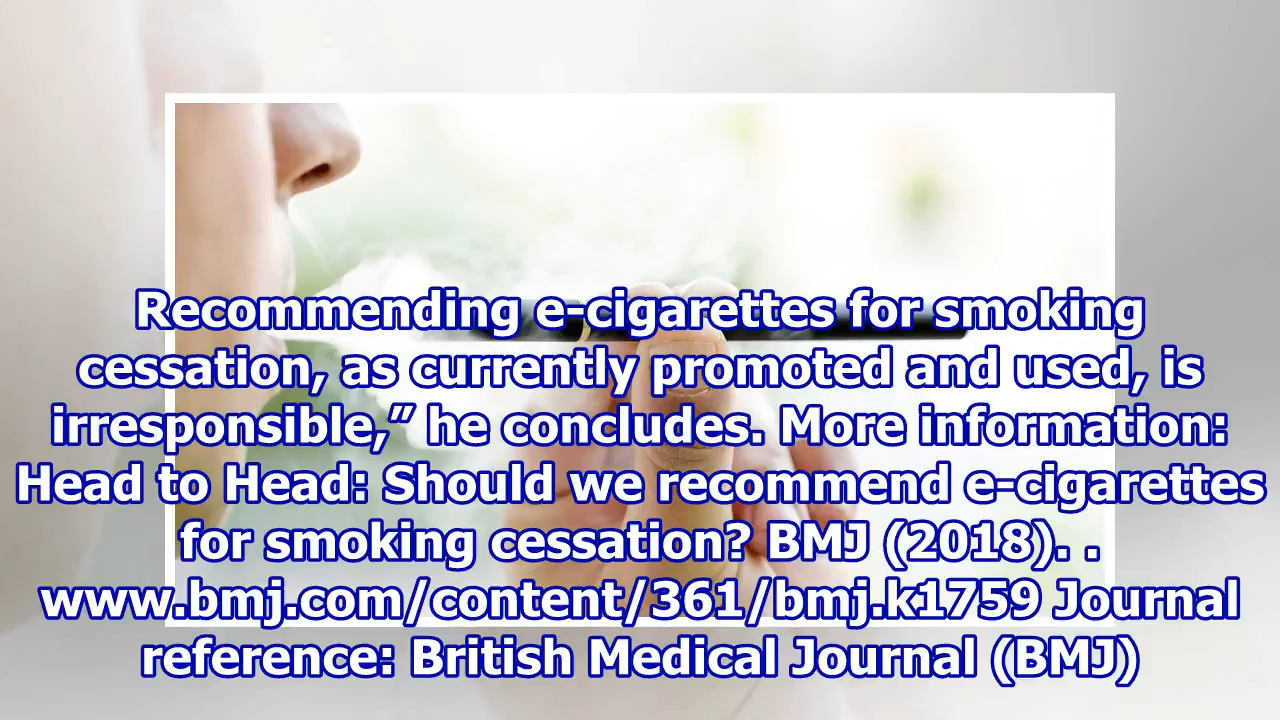 Recommending e-cigarettes for smoking
cessation, as currently promoted and used, is
irresponsible,” he concludes. More information:
Head to Head: Should we recommend e-cigarettes
for smoking cessation? BMJ (2018). .
www.bmj.com/content/361/bmj.k1759 Journal
reference: British Medical Journal (BMJ)